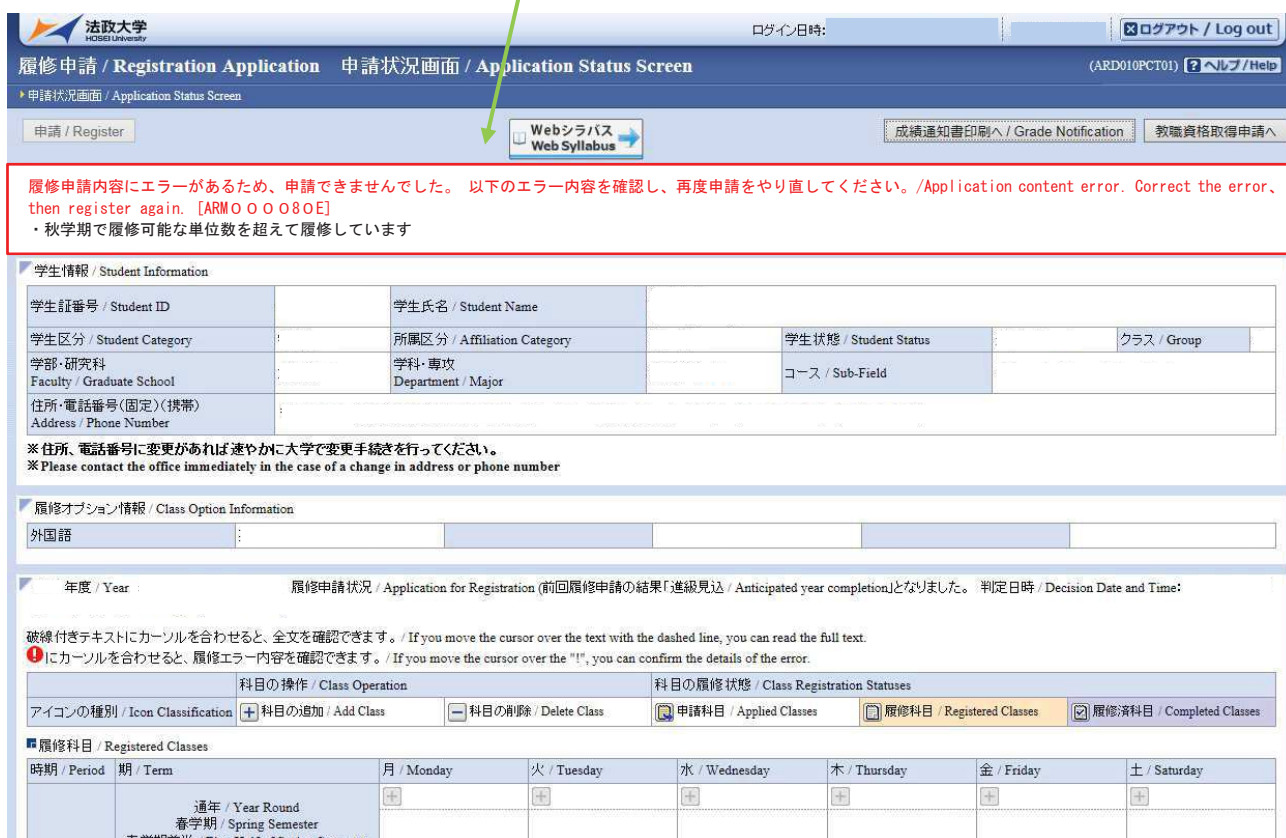 法政大学
HOSEI University
ログイン日時:
ログアウト / Log out
履修申請 / Registration Application 申請状況画面 / Application Status Screen
(ARD010PCT01) ヘルプ/Help
申請状況画面 / Application Status Screen
申請 / Register
Webシラバス
Web Syllabus
成績通知書印刷へ / Grade Notification
教職資格取得申請へ
履修申請内容にエラーがあるため、申請できませんでした。 以下のエラー内容を確認し、再度申請をやり直してください。/Application content error. Correct the error、
then register again. [ARM００００８０E]
・秋学期で履修可能な単位数を超えて履修しています
学生情報 / Student Information
学生証番号 / Student ID
学生氏名 / Student Name
学生区分 / Student Category
所属区分 / Affiliation Category
学生状態 / Student Status
クラス / Group
学部・研究科
Faculty / Graduate School
学科・専攻
Department / Major
コース / Sub-Field
住所・電話番号(固定)(携帯)
Address / Phone Number
※住所、電話番号に変更があれば速やかに大学で変更手続きを行ってください。
※Please contact the office immediately in the case of a change in address or phone number
履修オプション情報 / Class Option Information
外国語
年度 / Year 履修申請状況 / Application for Registration (前回履修申請の結果「進級見込 / Anticipated year completion」となりました。 判定日時 / Decision Date and Time:
破線付きテキストにカーソルを合わせると、全文を確認できます。/ If you move the cursor over the text with the dashed line, you can read the full text.
!にカーソルを合わせると、履修エラー内容を確認できます。/ If you move the cursor over the "!", you can confirm the details of the error.
科目の操作 / Class Operation
科目の履修状態 / Class Registration Statuses
アイコンの種別 / Icon Classification
科目の追加 / Add Class
科目の削除 / Delete Class
申請科目 / Applied Classes
履修科目 / Registered Classes
履修済科目 / Completed Classes
履修科目 / Registered Classes
時期 / Period
期 / Term
月 / Monday
火 / Tuesday
水 / Wednesday
木 / Thursday
金 / Friday
土 / Saturday
通年 / Year Round
春学期 / Spring Semester